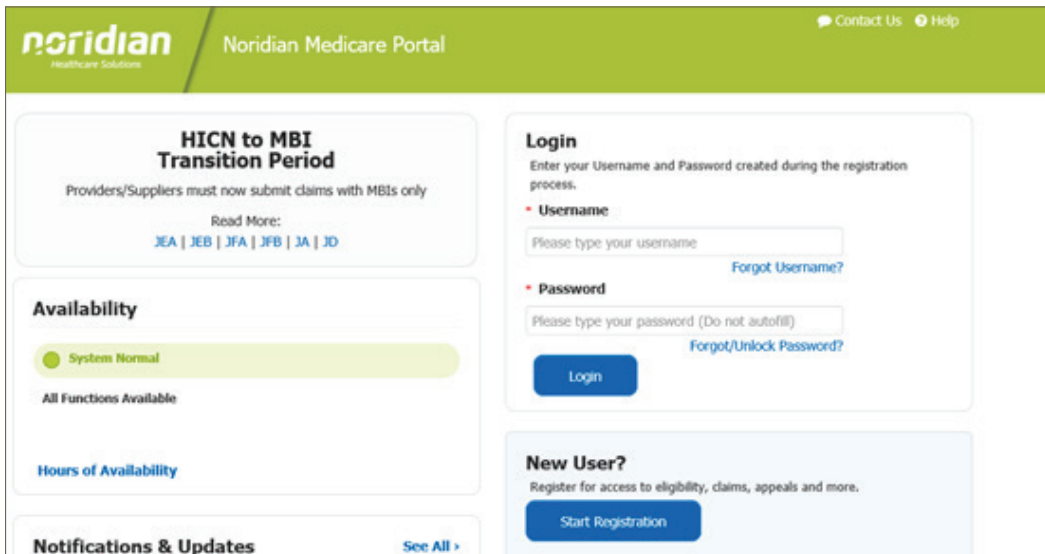 noridian
Healthcare Solutions
Noridian Medicare Portal
Contact Us
Help
HICN to MBI
Transition Period
Providers/Suppliers must now submit claims with MBIs only
Read More:
JEA | JEB | JFA | JFB | JA | JD
Availability
System Normal
All Functions Available
Hours of Availability
Notifications & Updates
See All ›
Login
Enter your Username and Password created during the registration
process.
* Username
Please type your username
Forgot Username?
* Password
Please type your password (Do not autofill)
Forgot/Unlock Password?
Login
New User?
Register for access to eligibility, claims, appeals and more.
Start Registration